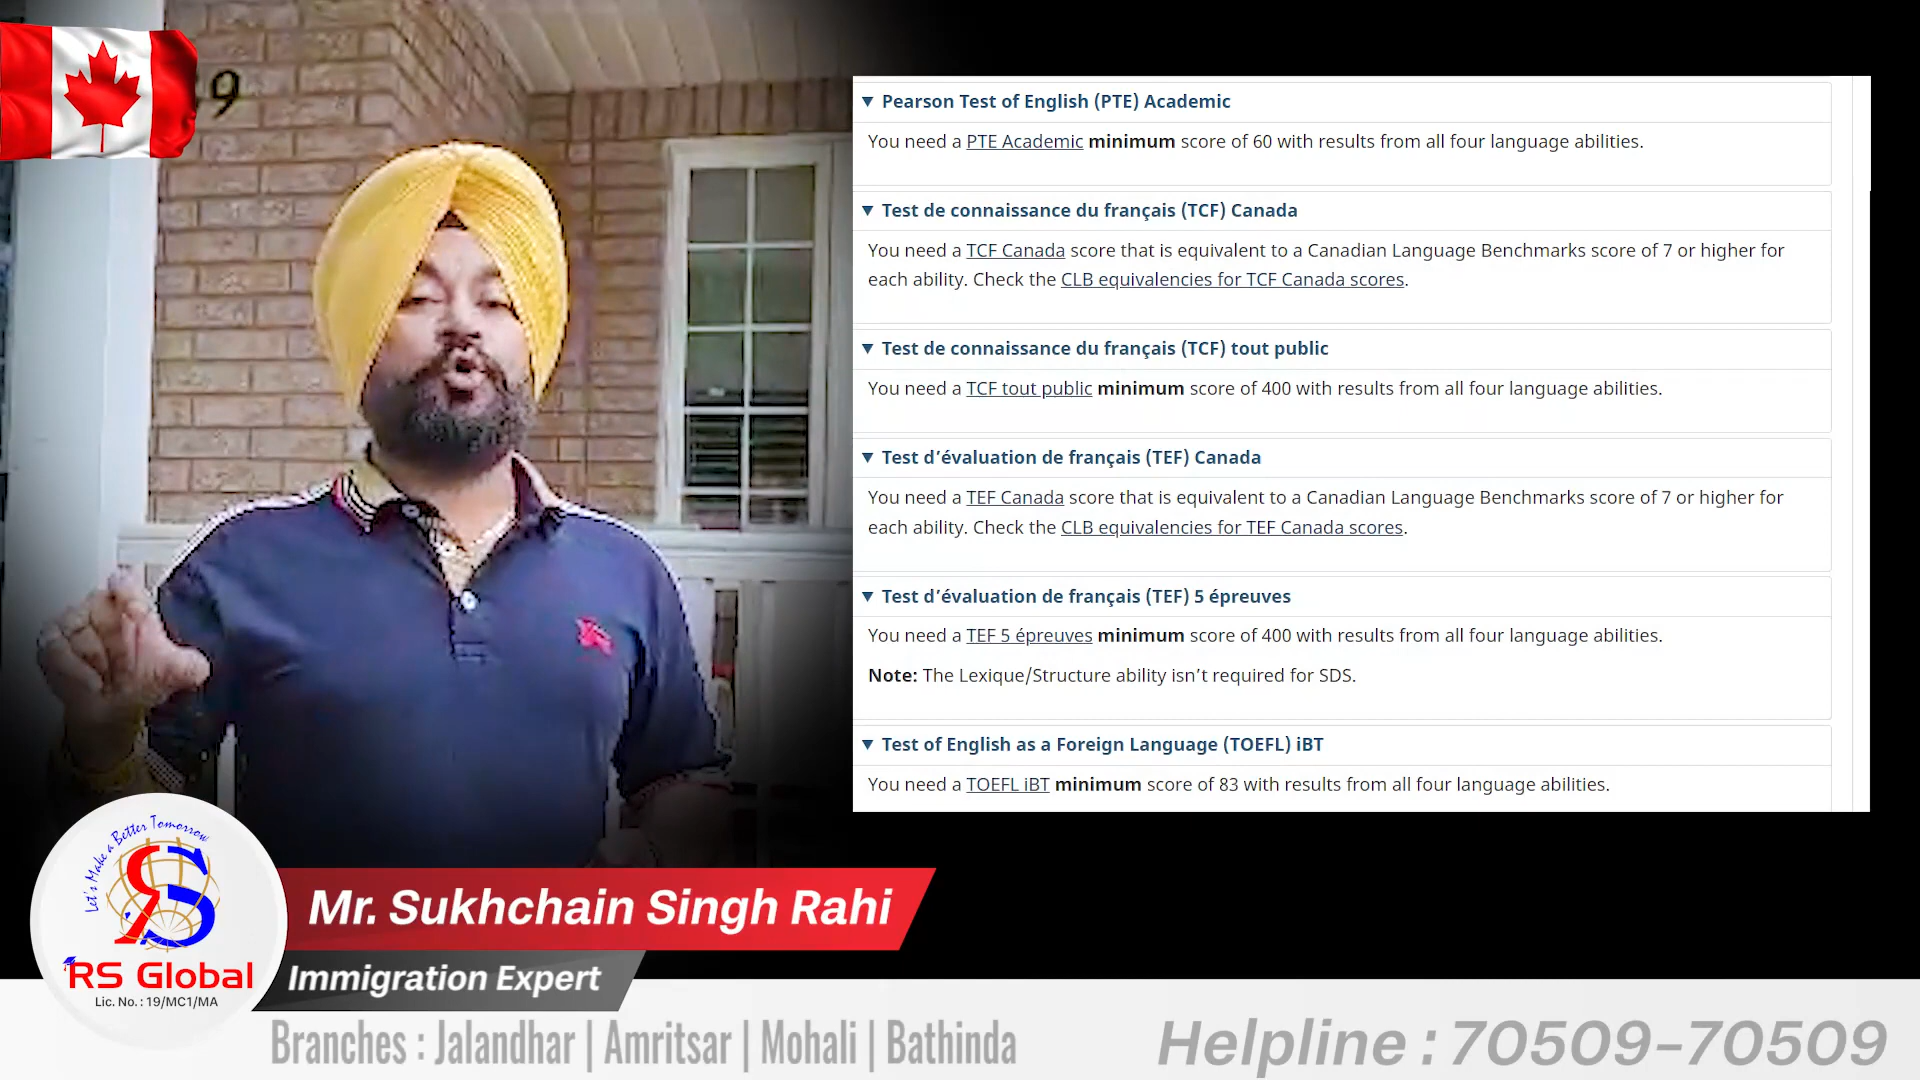 9
▼ Pearson Test of English (PTE) Academic
You need a PTE Academic minimum score of 60 with results from all four language abilities.
▼ Test de connaissance du français (TCF) Canada
You need a TCF Canada score that is equivalent to a Canadian Language Benchmarks score of 7 or higher for
each ability. Check the CLB equivalencies for TCF Canada scores.
▼ Test de connaissance du français (TCF) tout public
You need a TCF tout public minimum score of 400 with results from all four language abilities.
▼ Test d’évaluation de français (TEF) Canada
You need a TEF Canada score that is equivalent to a Canadian Language Benchmarks score of 7 or higher for
each ability. Check the CLB equivalencies for TEF Canada scores.
▼ Test d’évaluation de français (TEF) 5 épreuves
You need a TEF 5 épreuves minimum score of 400 with results from all four language abilities.
Note: The Lexique/Structure ability isn’t required for SDS.
▼ Test of English as a Foreign Language (TOEFL) iBT
You need a TOEFL iBT minimum score of 83 with results from all four language abilities.
Let's Make a Better Tomorrow
RS
RS Global
Lic. No. : 19/MC1/MA
Mr. Sukhchain Singh Rahi
Immigration Expert
Branches : Jalandhar | Amritsar | Mohali | Bathinda
Helpline : 70509-70509